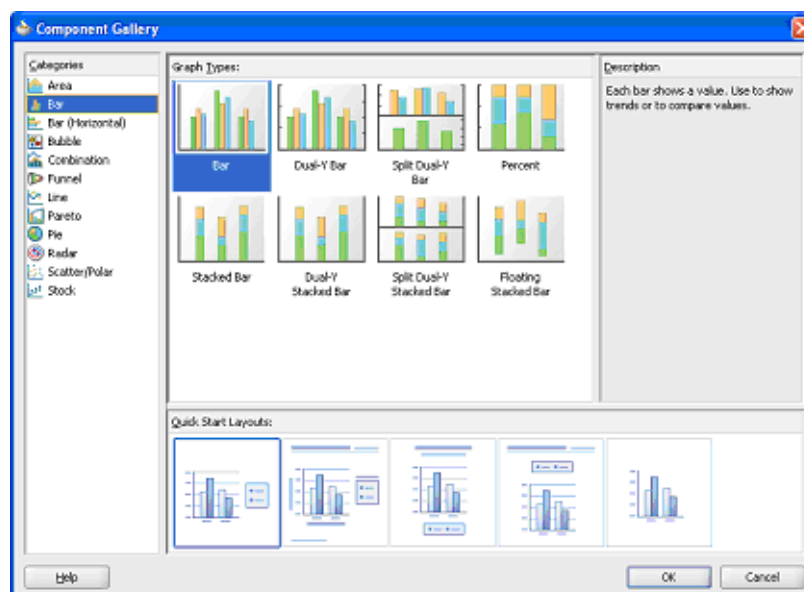 Component Gallery
Categories
Area
Bar
Bar (Horizontal)
Bubble
Combination
Funnel
Line
Pareto
Pie
Radar
Scatter/Polar
Stock
Graph Types:
Bar
Dual-Y Bar
Split Dual-Y
Bar
Percent
Stacked Bar
Dual-Y
Stacked Bar
Split Dual-Y
Stacked Bar
Floating
Stacked Bar
Description
Each bar shows a value. Use to show
trends or to compare values.
Quick Start Layouts:
Help
OK
Cancel